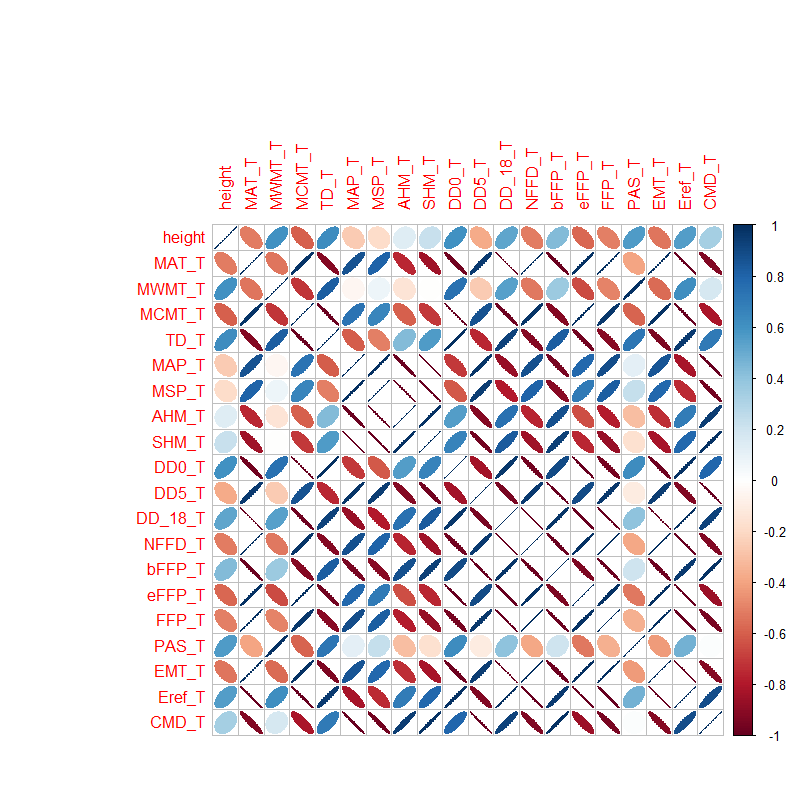 height
MAT_T
MWMT_T
MCMT_T
TD_T
MAP_T
MSP_T
AHM_T
SHM_T
DD0_T
DD5_T
DD_18_T
NFFD_T
bFFP_T
eFFP_T
FFP_T
PAS_T
EMT_T
Eref_T
CMD_T
height
MAT_T
MWMT_T
MCMT_T
TD_T
MAP_T
MSP_T
AHM_T
SHM_T
DD0_T
DD5_T
DD_18_T
NFFD_T
bFFP_T
eFFP_T
FFP_T
PAS_T
EMT_T
Eref_T
CMD_T
1
0.8
0.6
0.4
0.2
0
-0.2
-0.4
-0.6
-0.8
-1